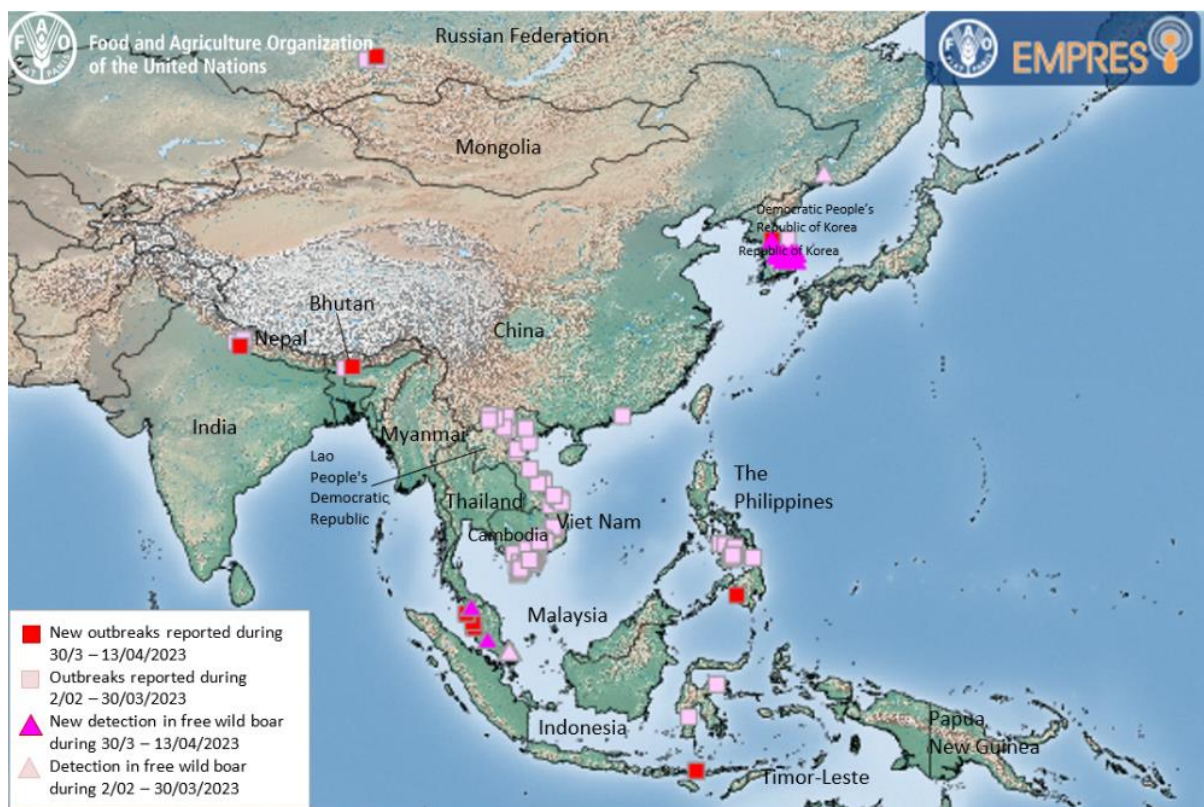 Food and Agriculture Organization
of the United Nations
Russian Federation
EMPRES
Mongolia
Democratic People's
Republic of Korea
Republic of Korea
Bhutan
Nepal
China
India
Myanmar
Lao
People's
Democratic
Republic
Thailand
The
Philippines
Viet Nam
Cambodia
Malaysia
Indonesia
Papua
New Guinea
Timor-Leste
New outbreaks reported during
30/3 – 13/04/2023
Outbreaks reported during
2/02 – 30/03/2023
New detection in free wild boar
during 30/3 – 13/04/2023
Detection in free wild boar
during 2/02 – 30/03/2023